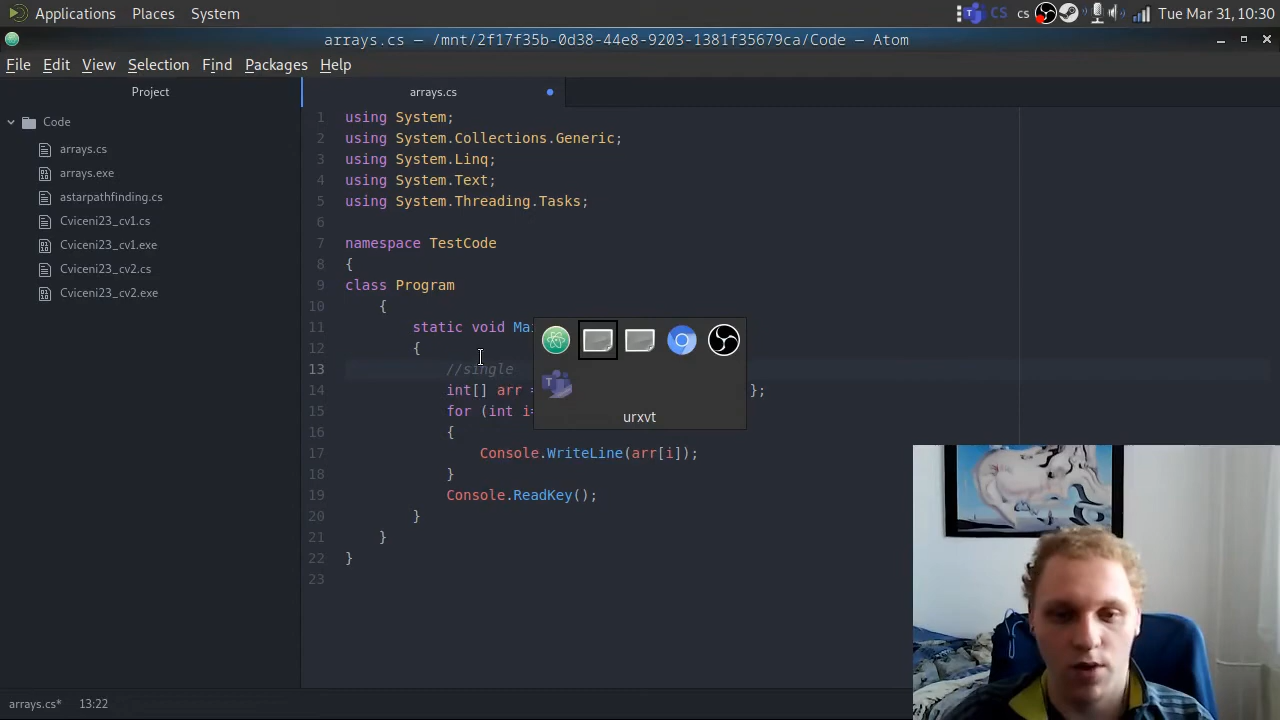 Applications Places System
CS cs Tue Mar 31, 10:30
arrays.cs — /mnt/2f17f35b-0d38-44e8-9203-1381f35679ca/Code — Atom
File Edit View Selection Find Packages Help
Project
arrays.cs
Code
arrays.cs
arrays.exe
astarpathfinding.cs
Cviceni23_cv1.cs
Cviceni23_cv1.exe
Cviceni23_cv2.cs
Cviceni23_cv2.exe
1 using System;
2 using System.Collections.Generic;
3 using System.Linq;
4 using System.Text;
5 using System.Threading.Tasks;
6
7 namespace TestCode
8 {
9 class Program
10 {
11 static void Ma
12 {
13 //single
14 int[] arr = };
15 for (int i=
16 {
17 Console.WriteLine(arr[i]);
18 }
19 Console.ReadKey();
20 }
21 }
22 }
23
urxvt
arrays.cs* 13:22